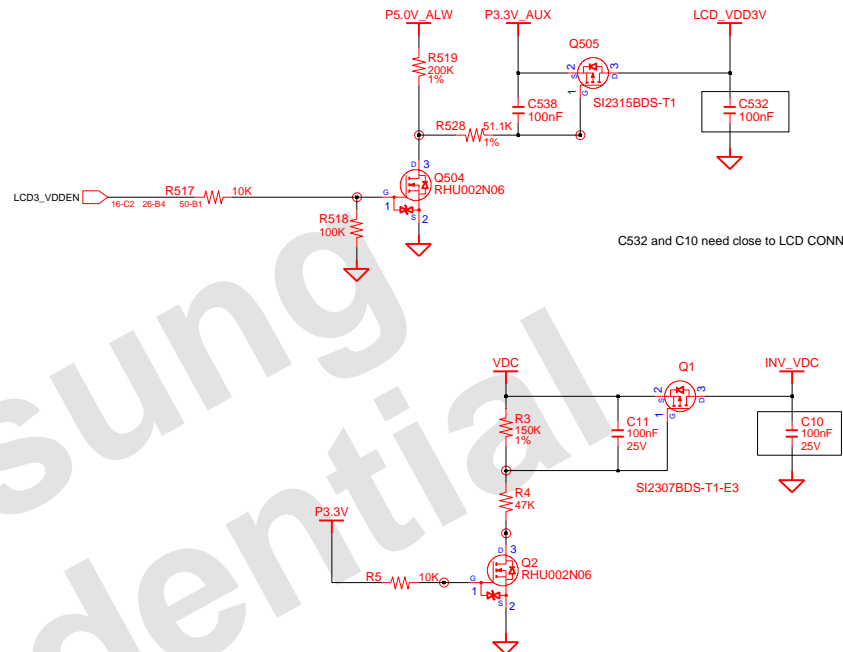 P5.0V_ALW
P3.3V_AUX
LCD_VDD3V
R519
200K
1%
Q505
2
3
S
D
1
G
SI2315BDS-T1
C538
100nF
C532
100nF
R528
51.1K
1%
D
3
Q504
RHU002N06
LCD3_VDDEN
R517
10K
16-C2
26-B4
50-B1
G
1
S
2
R518
100K
C532 and C10 need close to LCD CONN
VDC
Q1
INV_VDC
2
3
S
D
1
G
R3
150K
1%
C11
100nF
25V
C10
100nF
25V
SI2307BDS-T1-E3
R4
47K
P3.3V
D
3
Q2
RHU002N06
R5
10K
G
1
S
2
sung
dential